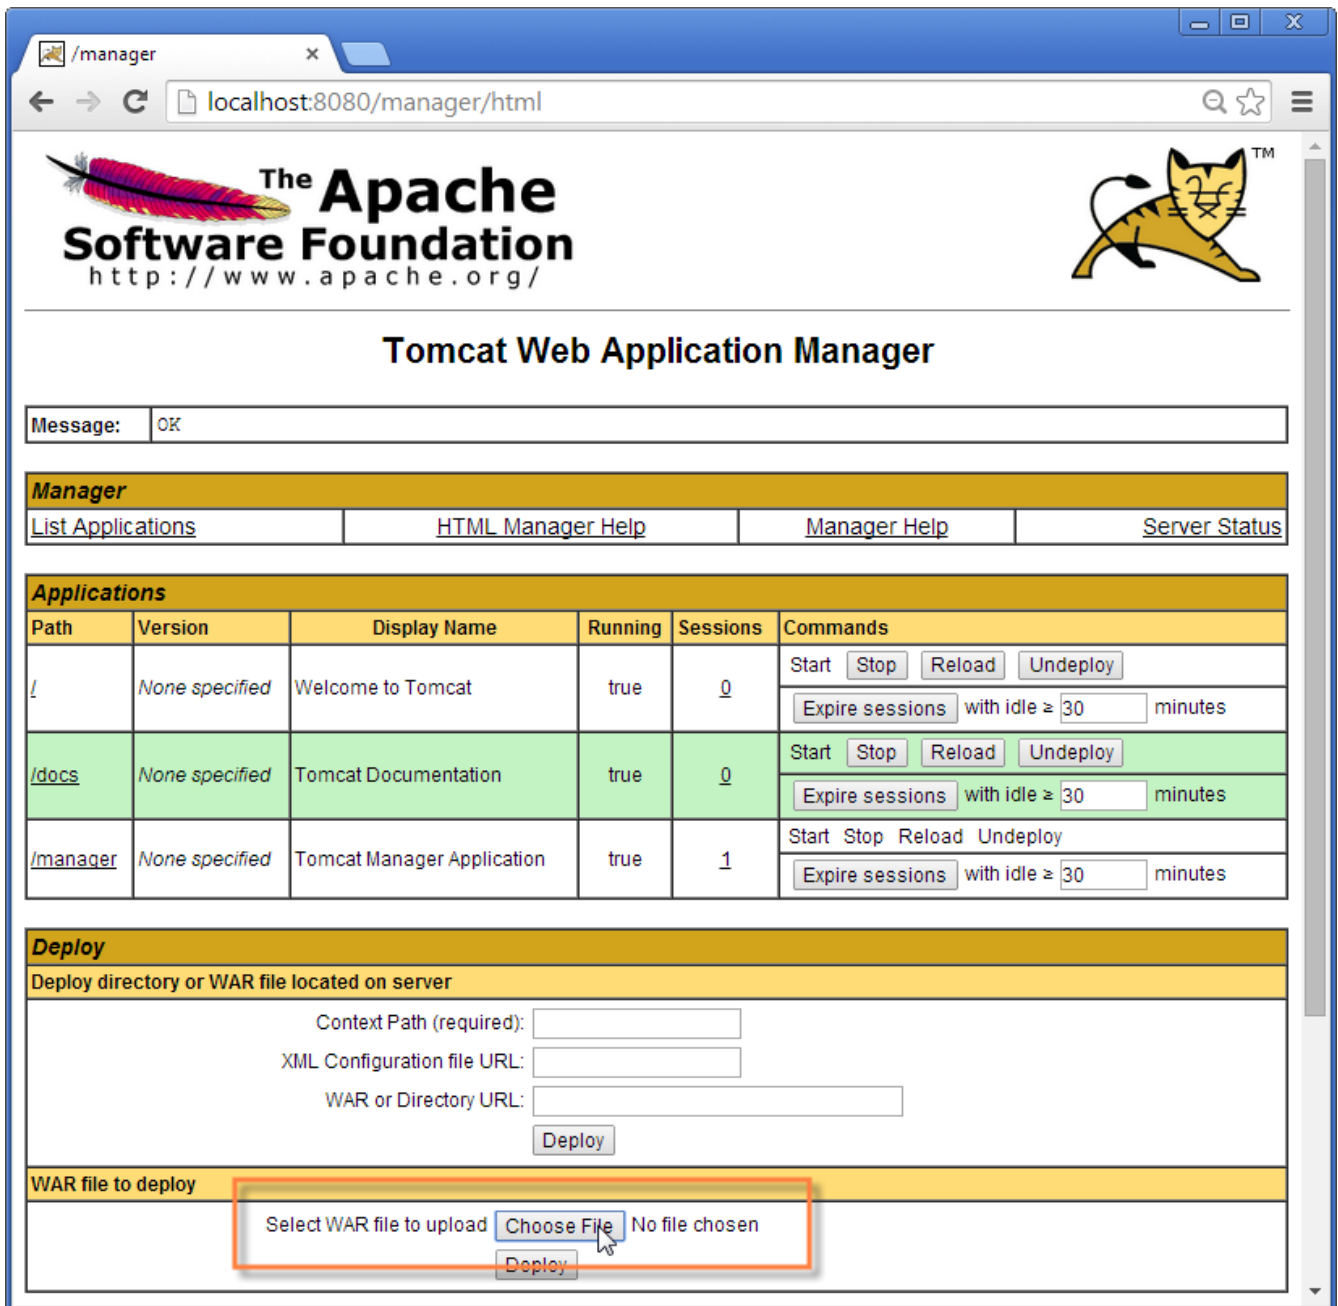 /manager
localhost:8080/manager/html
The Apache
Software Foundation
http://www.apache.org/
TM
Tomcat Web Application Manager
Message: OK
Manager
List Applications HTML Manager Help Manager Help Server Status
Applications
Path Version Display Name Running Sessions Commands
/ None specified Welcome to Tomcat true 0 Start Stop Reload Undeploy
Expire sessions with idle ≥ 30 minutes
/docs None specified Tomcat Documentation true 0 Start Stop Reload Undeploy
Expire sessions with idle ≥ 30 minutes
/manager None specified Tomcat Manager Application true 1 Start Stop Reload Undeploy
Expire sessions with idle ≥ 30 minutes
Deploy
Deploy directory or WAR file located on server
Context Path (required):
XML Configuration file URL:
WAR or Directory URL:
Deploy
WAR file to deploy
Select WAR file to upload Choose File No file chosen
Deploy